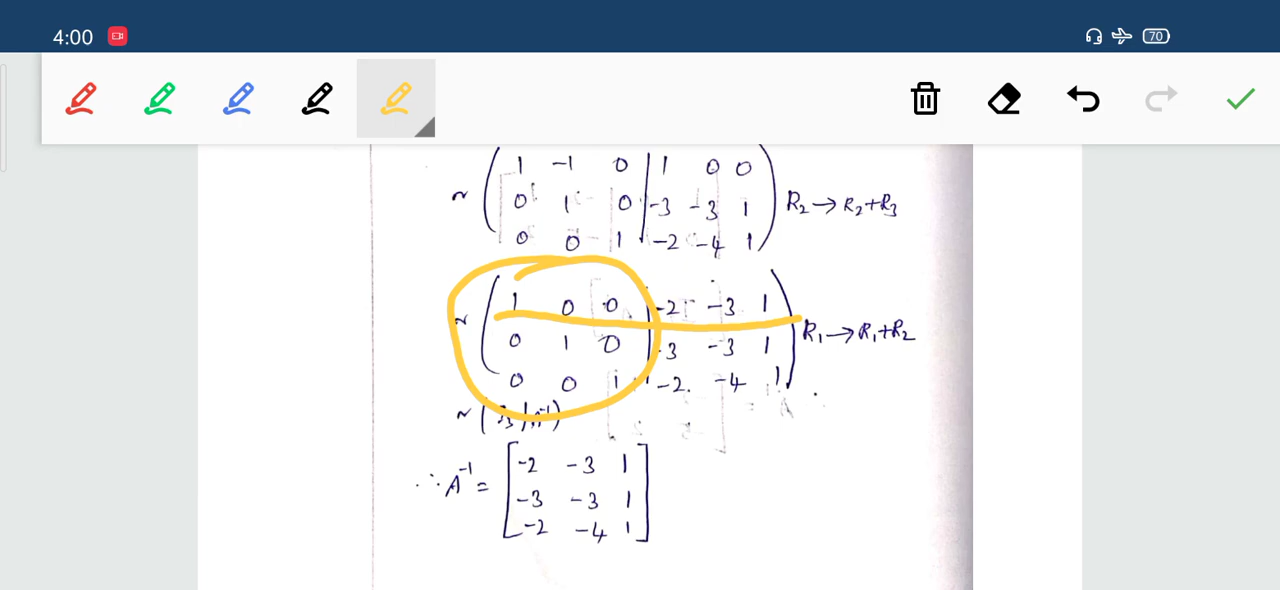 4:00 70
~ ( 1 -1 0 | 1 0 0
0 1 0 | -3 -3 1 ) R₂→R₂+R₃
0 0 1 | -2 -4 1
~ ( 1 0 0 | -2 -3 1
0 1 0 | -3 -3 1 ) R₁→R₁+R₂
0 0 1 | -2 -4 1
~ (I₃|A⁻¹)
∴ A⁻¹ = [ -2 -3 1
-3 -3 1
-2 -4 1 ]